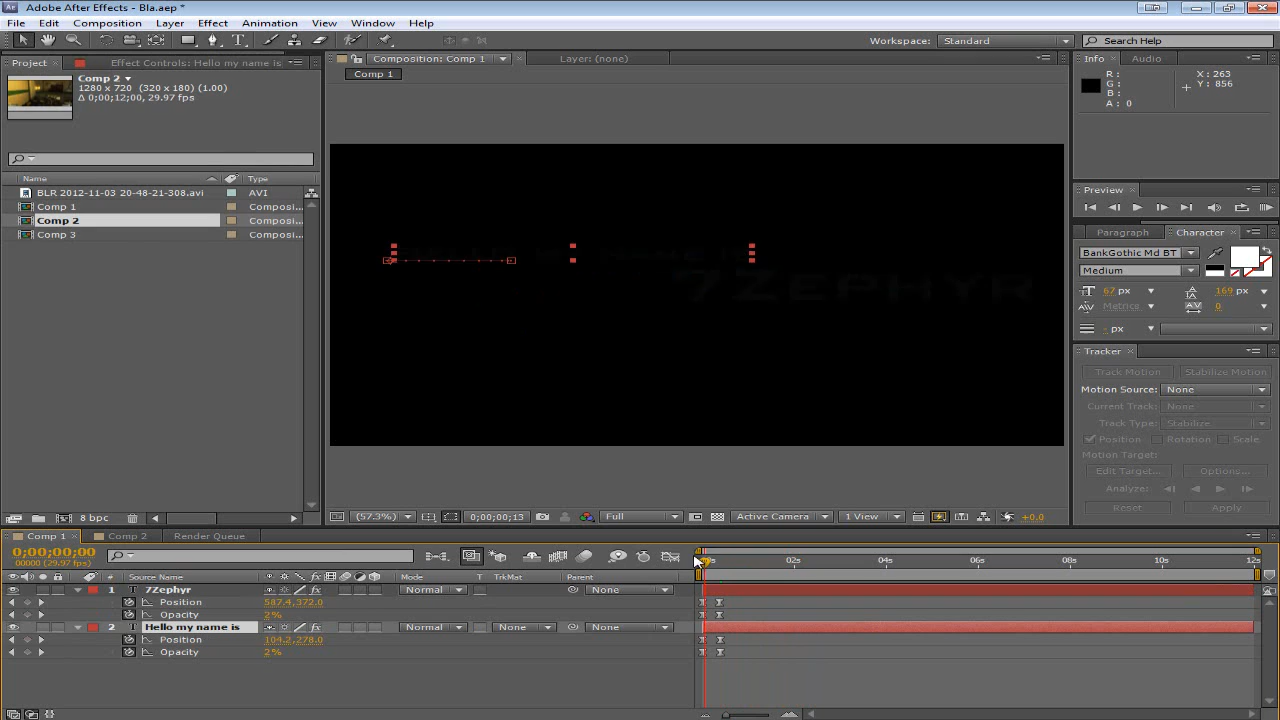 Adobe After Effects - Bla.aep *
File Edit Composition Layer Effect Animation View Window Help
Workspace: Standard Search Help
Project Effect Controls: Hello my name is
Composition: Comp 1 Layer: (none)
Info Audio
Comp 1
Comp 2
1280 x 720 (320 x 180) (1.00)
Δ 0;00;12;00, 29.97 fps
R :
G :
B :
A : 0
X : 263
Y : 856
Name Type
BLR 2012-11-03 20-48-21-308.avi AVI
Comp 1 Composi...
Comp 2 Composi...
Comp 3 Composi...
7ZEPHYR
Preview
Paragraph Character
BankGothic Md BT
Medium
67 px 169 px
Metrics 0
- px
Tracker
Track Motion Stabilize Motion
Motion Source: None
Current Track: None
Track Type: Stabilize
Position Rotation Scale
Motion Target:
Edit Target... Options...
Analyze:
Reset Apply
8 bpc
(57.3%) 0;00;00;13 Full Active Camera 1 View +0.0
Comp 1 Comp 2 Render Queue
0;00;00;00
00000 (29.97 fps)
02s 04s 06s 08s 10s 12s
# Source Name Mode T TrkMat Parent
1 T 7Zephyr Normal None
Position 587.4,372.0
Opacity 2%
2 T Hello my name is Normal None None
Position 104.2,278.0
Opacity 2%